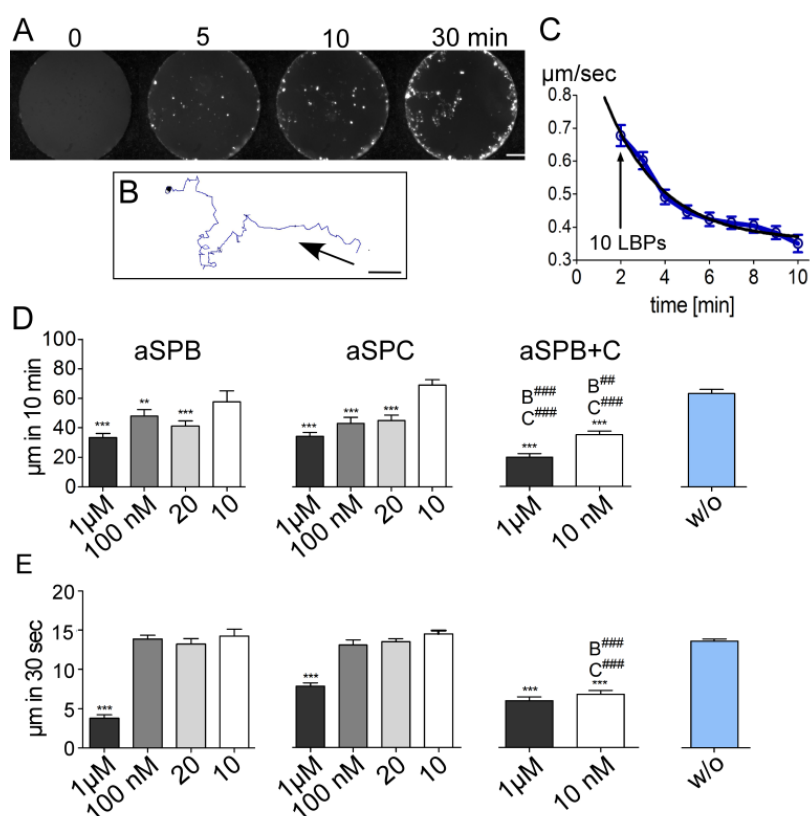 A
0 5 10 30 min
B
C
µm/sec
0.8
0.7
0.6
0.5
0.4
0.3
10 LBPs
0 2 4 6 8 10
time [min]
D
aSPB aSPC aSPB+C
µm in 10 min
100
80
60
40
20
0
*** ** ***
*** *** ***
B### B##
C### C###
*** ***
1µM 100 nM 20 10
1µM 100 nM 20 10
1µM 10 nM
w/o
E
µm in 30 sec
20
15
10
5
0
***
***
B###
C###
*** ***
1µM 100 nM 20 10
1µM 100 nM 20 10
1µM 10 nM
w/o